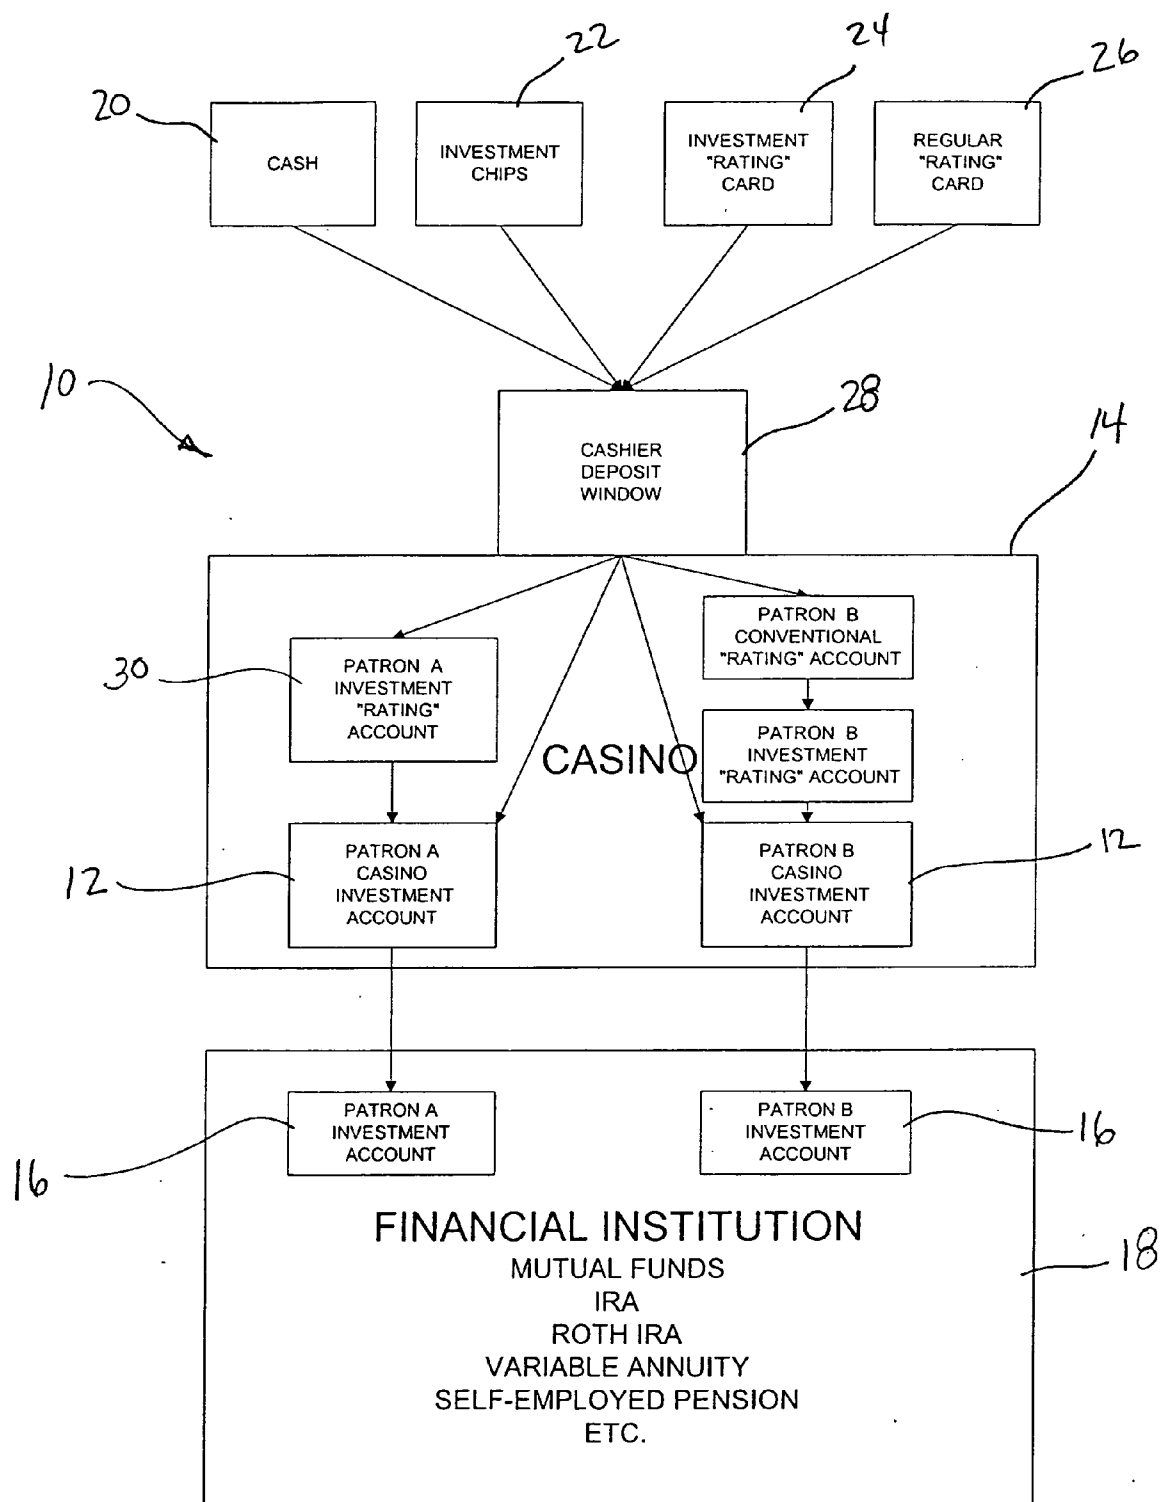 22
24
26
20
CASH
INVESTMENT
CHIPS
INVESTMENT
"RATING"
CARD
REGULAR
"RATING"
CARD
10
28
14
CASHIER
DEPOSIT
WINDOW
30
PATRON A
INVESTMENT
"RATING"
ACCOUNT
PATRON B
CONVENTIONAL
"RATING" ACCOUNT
CASINO
PATRON B
INVESTMENT
"RATING" ACCOUNT
12
PATRON A
CASINO
INVESTMENT
ACCOUNT
PATRON B
CASINO
INVESTMENT
ACCOUNT
12
16
PATRON A
INVESTMENT
ACCOUNT
PATRON B
INVESTMENT
ACCOUNT
16
FINANCIAL INSTITUTION
MUTUAL FUNDS
IRA
ROTH IRA
VARIABLE ANNUITY
SELF-EMPLOYED PENSION
ETC.
18